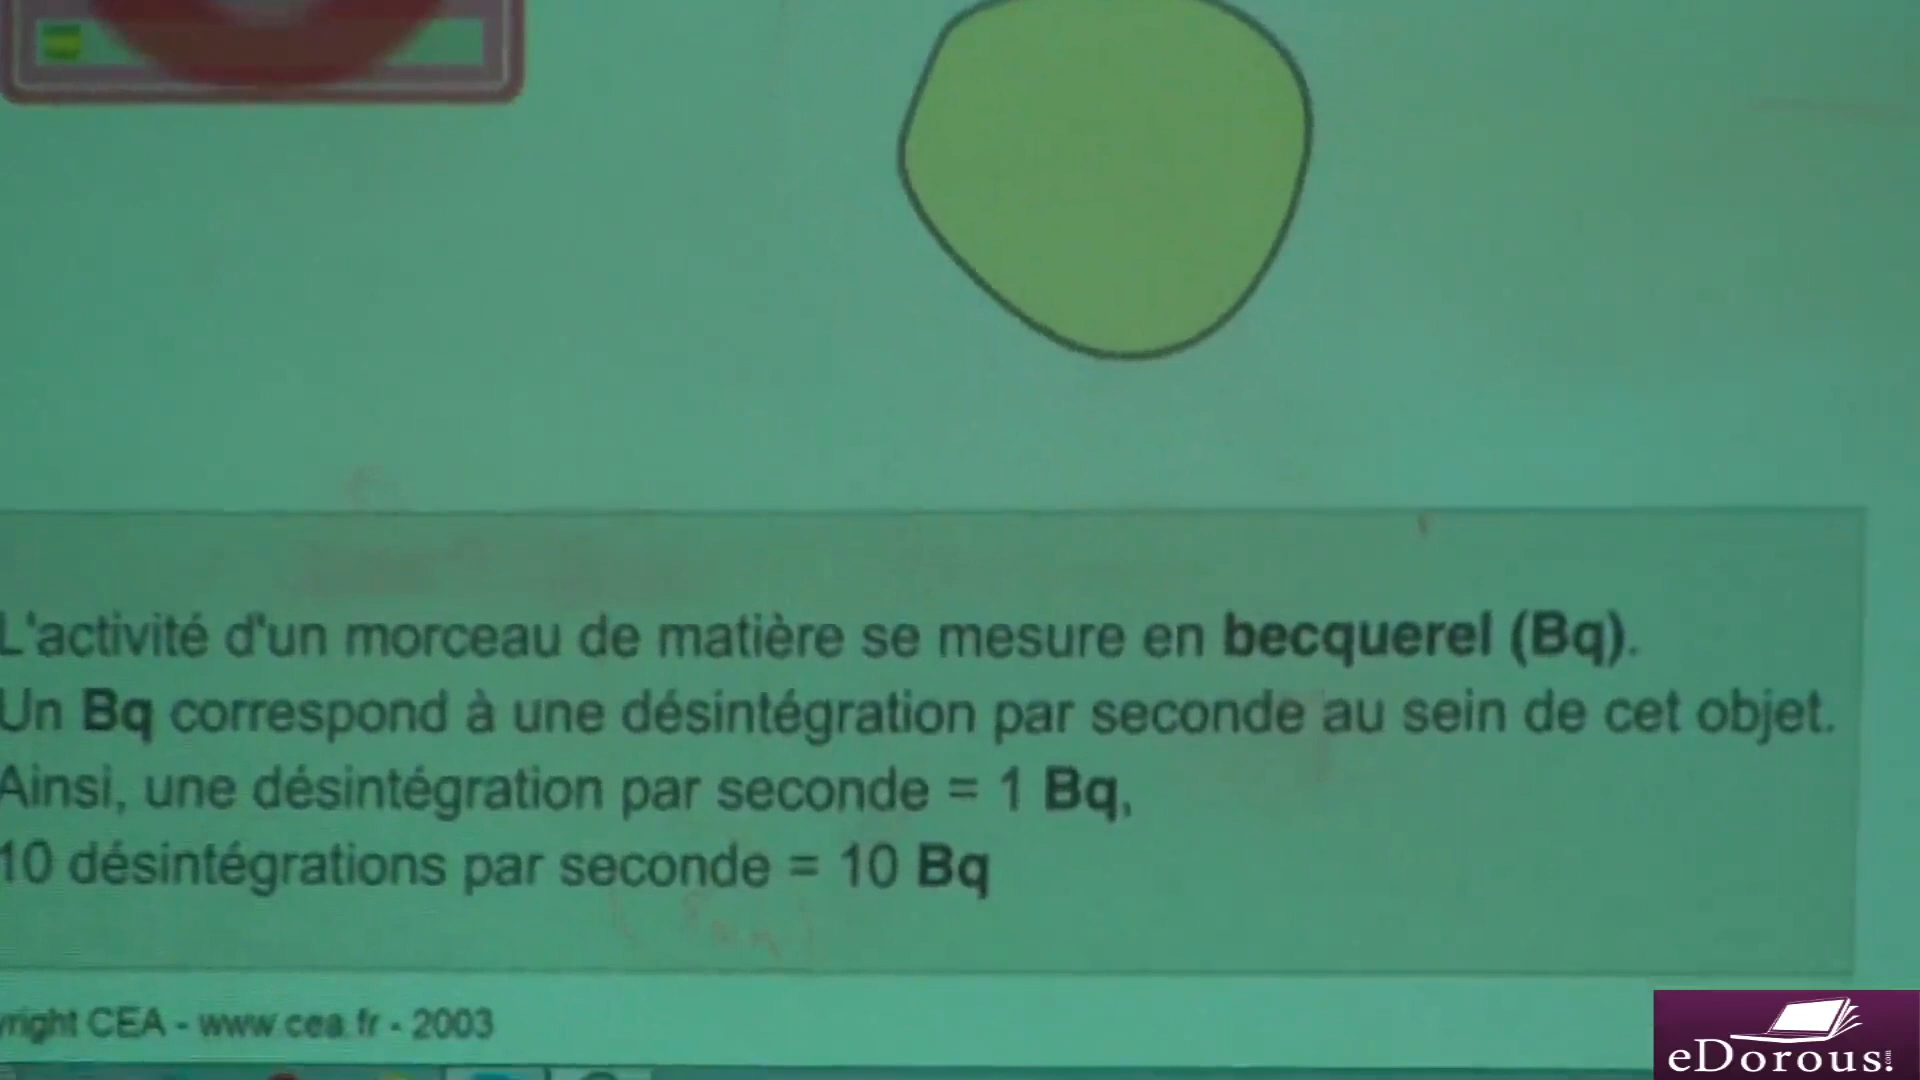 L'activité d'un morceau de matière se mesure en becquerel (Bq).
Un Bq correspond à une désintégration par seconde au sein de cet objet.
Ainsi, une désintégration par seconde = 1 Bq,
10 désintégrations par seconde = 10 Bq
yright CEA - www.cea.fr - 2003
eDorous.com